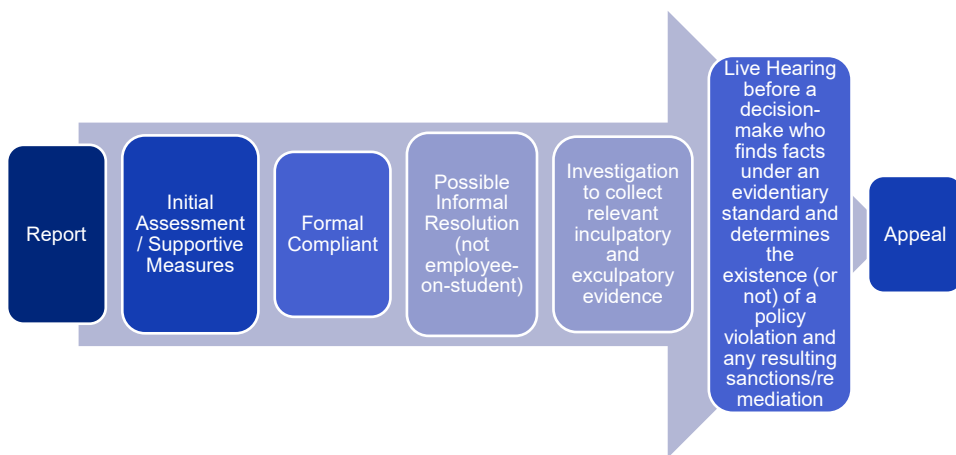 Report
Initial
Assessment
/ Supportive
Measures
Formal
Compliant
Possible
Informal
Resolution
(not
employee-
on-student)
Investigation
to collect
relevant
inculpatory
and
exculpatory
evidence
Live Hearing
before a
decision-
make who
finds facts
under an
evidentiary
standard and
determines
the
existence (or
not) of a
policy
violation and
any resulting
sanctions/re
mediation
Appeal